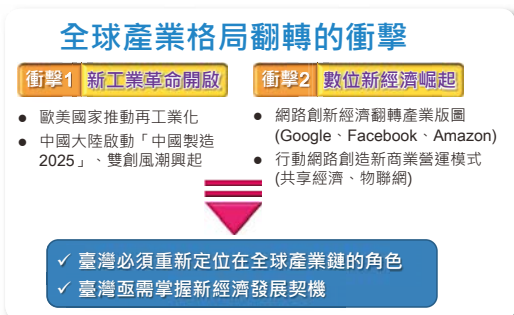 全球產業格局翻轉的衝擊
衝擊1 新工業革命開啟
● 歐美國家推動再工業化
● 中國大陸啟動「中國製造
2025」、雙創風潮興起
衝擊2 數位新經濟崛起
● 網路創新經濟翻轉產業版圖
(Google、Facebook、Amazon)
● 行動網路創造新商業營運模式
(共享經濟、物聯網)
✓ 臺灣必須重新定位在全球產業鏈的角色
✓ 臺灣亟需掌握新經濟發展契機